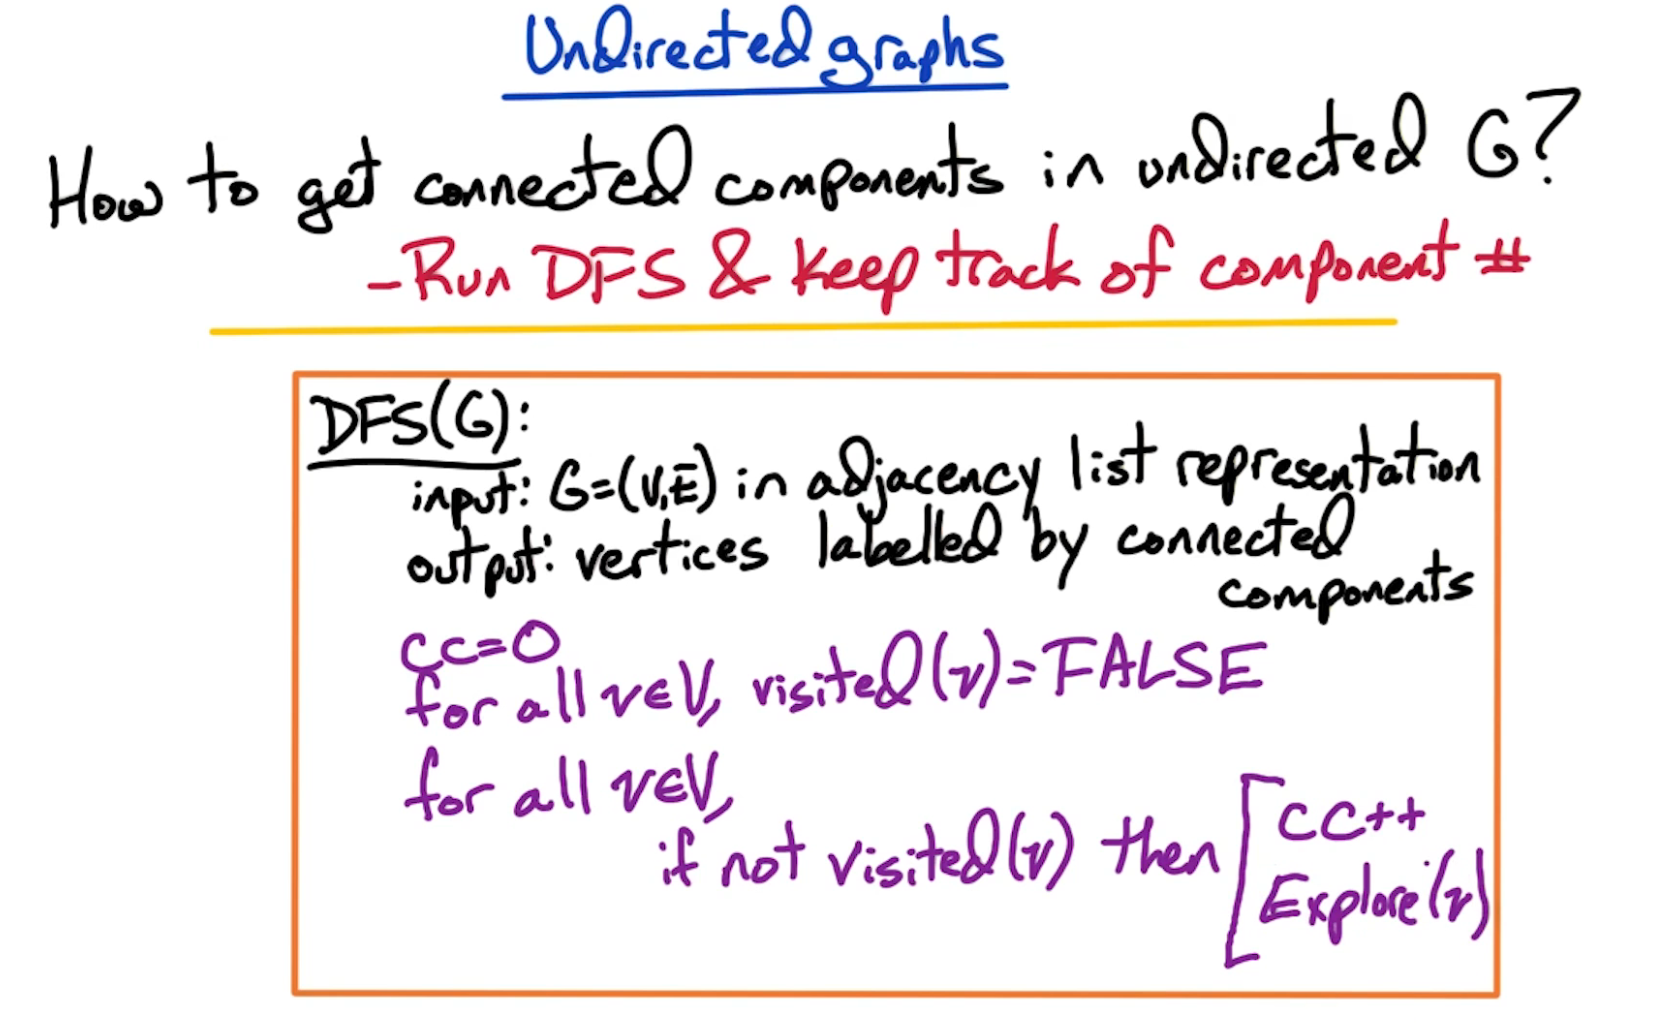 Undirected graphs
How to get connected components in undirected G?
-Run DFS & keep track of component #
DFS(G):
input: G=(V,E) in adjacency list representation
output: vertices labelled by connected
components
cc=0
for all v∈V, visited(v)=FALSE
for all v∈V,
if not visited(v) then
cc++
Explore(v)